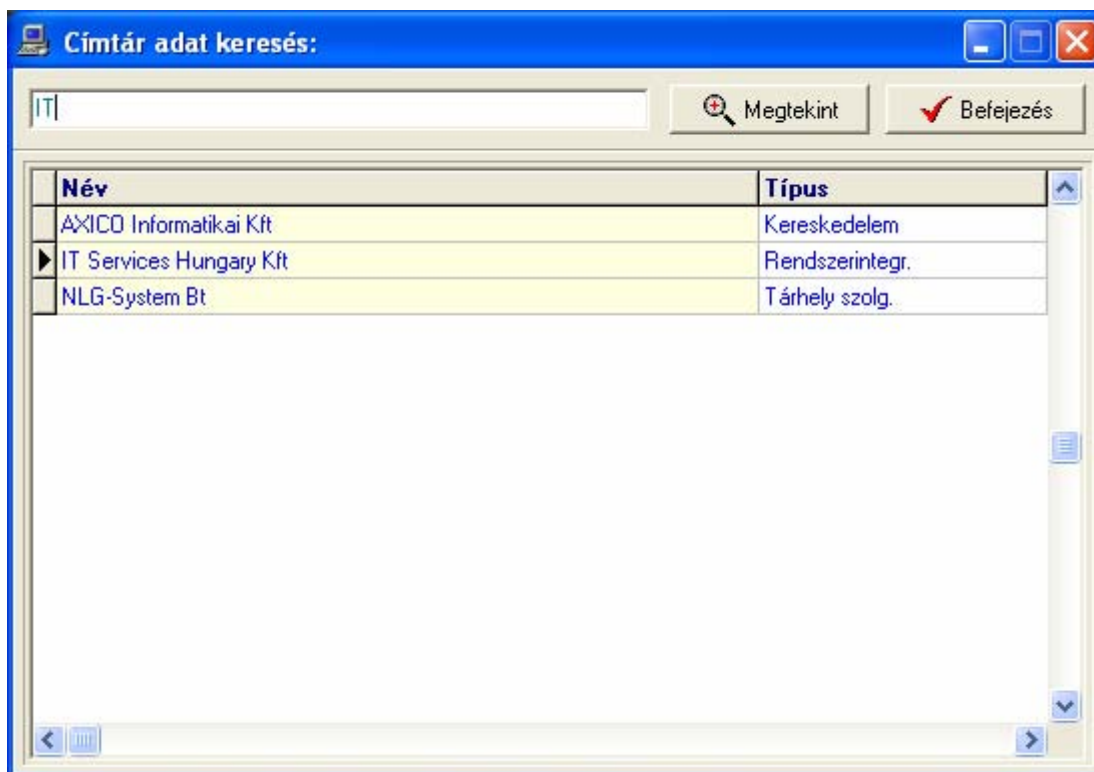 Címtár adat keresés:
IT
Megtekint
Befejezés
Név Típus
AXICO Informatikai Kft Kereskedelem
IT Services Hungary Kft Rendszerintegr.
NLG-System Bt Tárhely szolg.